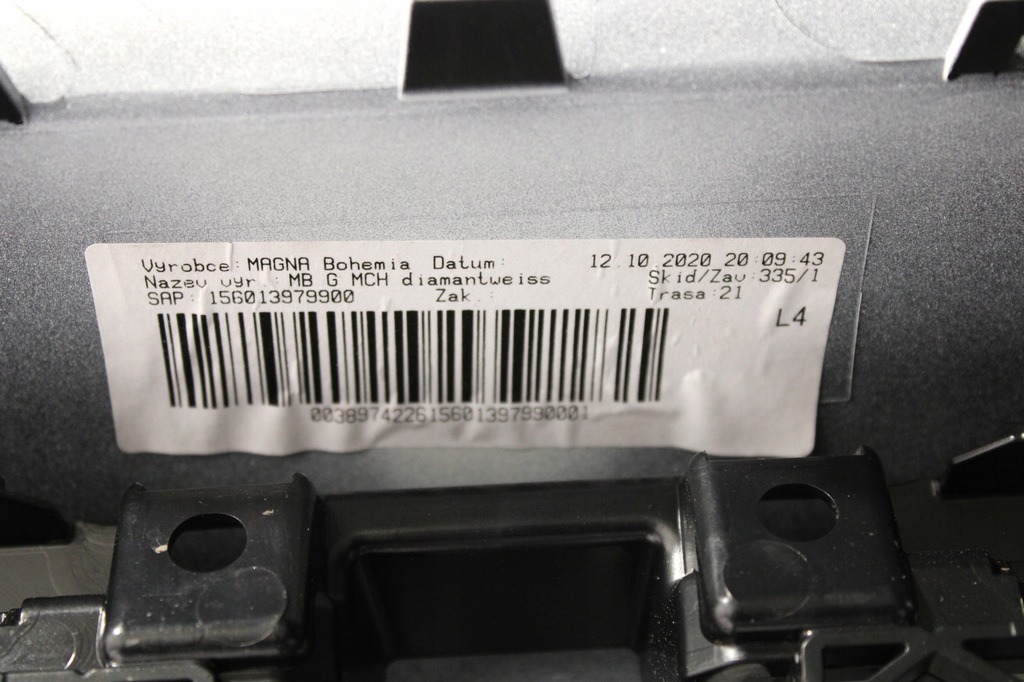 Vyrobce: MAGNA Bohemia Datum: 12.10.2020 20:09:43
Nazev vyr.: MB G MCH diamantweiss Skid/Zav:335/1
SAP: 156013979900 Zak.: Trasa:21
L4
003897422615601397990001